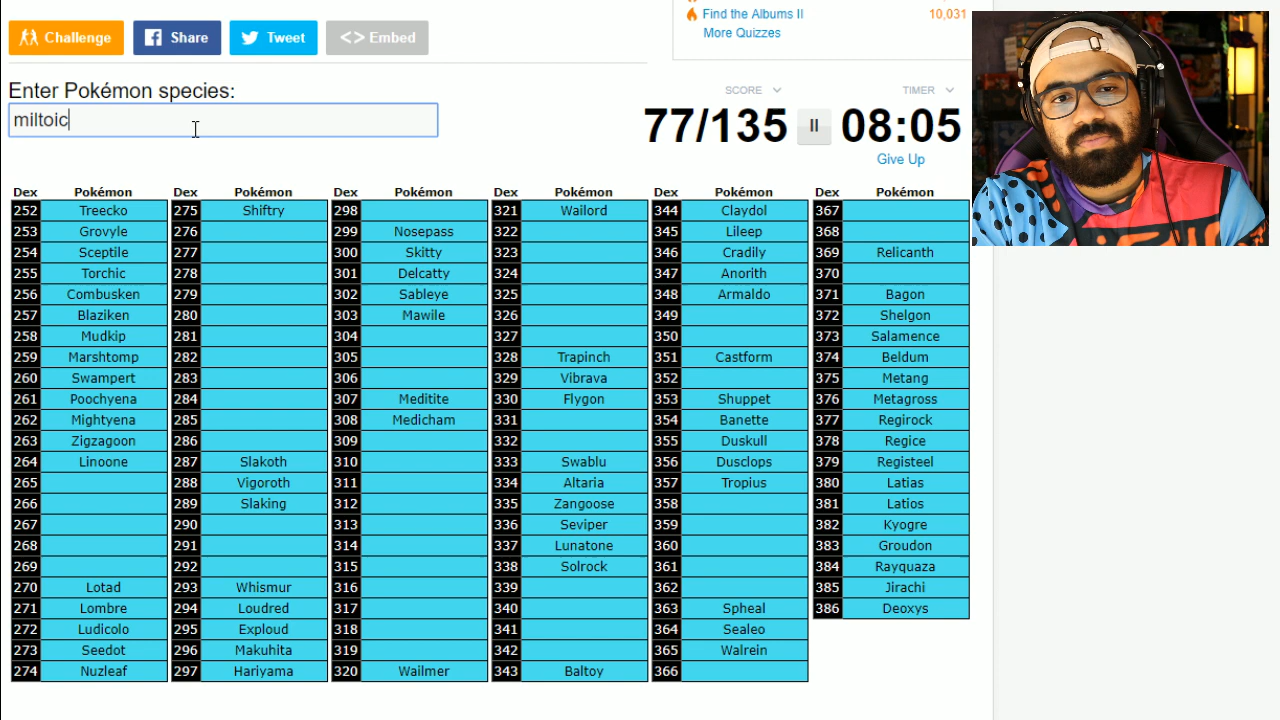 Find the Albums II 10,031
More Quizzes
Challenge Share Tweet <> Embed
Enter Pokémon species:
miltoic
SCORE TIMER
77/135 08:05
Give Up
Dex Pokémon Dex Pokémon Dex Pokémon Dex Pokémon Dex Pokémon Dex Pokémon
252 Treecko 275 Shiftry 298 321 Wailord 344 Claydol 367
253 Grovyle 276 299 Nosepass 322 345 Lileep 368
254 Sceptile 277 300 Skitty 323 346 Cradily 369 Relicanth
255 Torchic 278 301 Delcatty 324 347 Anorith 370
256 Combusken 279 302 Sableye 325 348 Armaldo 371 Bagon
257 Blaziken 280 303 Mawile 326 349 372 Shelgon
258 Mudkip 281 304 327 350 373 Salamence
259 Marshtomp 282 305 328 Trapinch 351 Castform 374 Beldum
260 Swampert 283 306 329 Vibrava 352 375 Metang
261 Poochyena 284 307 Meditite 330 Flygon 353 Shuppet 376 Metagross
262 Mightyena 285 308 Medicham 331 354 Banette 377 Regirock
263 Zigzagoon 286 309 332 355 Duskull 378 Regice
264 Linoone 287 Slakoth 310 333 Swablu 356 Dusclops 379 Registeel
265 288 Vigoroth 311 334 Altaria 357 Tropius 380 Latias
266 289 Slaking 312 335 Zangoose 358 381 Latios
267 290 313 336 Seviper 359 382 Kyogre
268 291 314 337 Lunatone 360 383 Groudon
269 292 315 338 Solrock 361 384 Rayquaza
270 Lotad 293 Whismur 316 339 362 385 Jirachi
271 Lombre 294 Loudred 317 340 363 Spheal 386 Deoxys
272 Ludicolo 295 Exploud 318 341 364 Sealeo
273 Seedot 296 Makuhita 319 342 365 Walrein
274 Nuzleaf 297 Hariyama 320 Wailmer 343 Baltoy 366